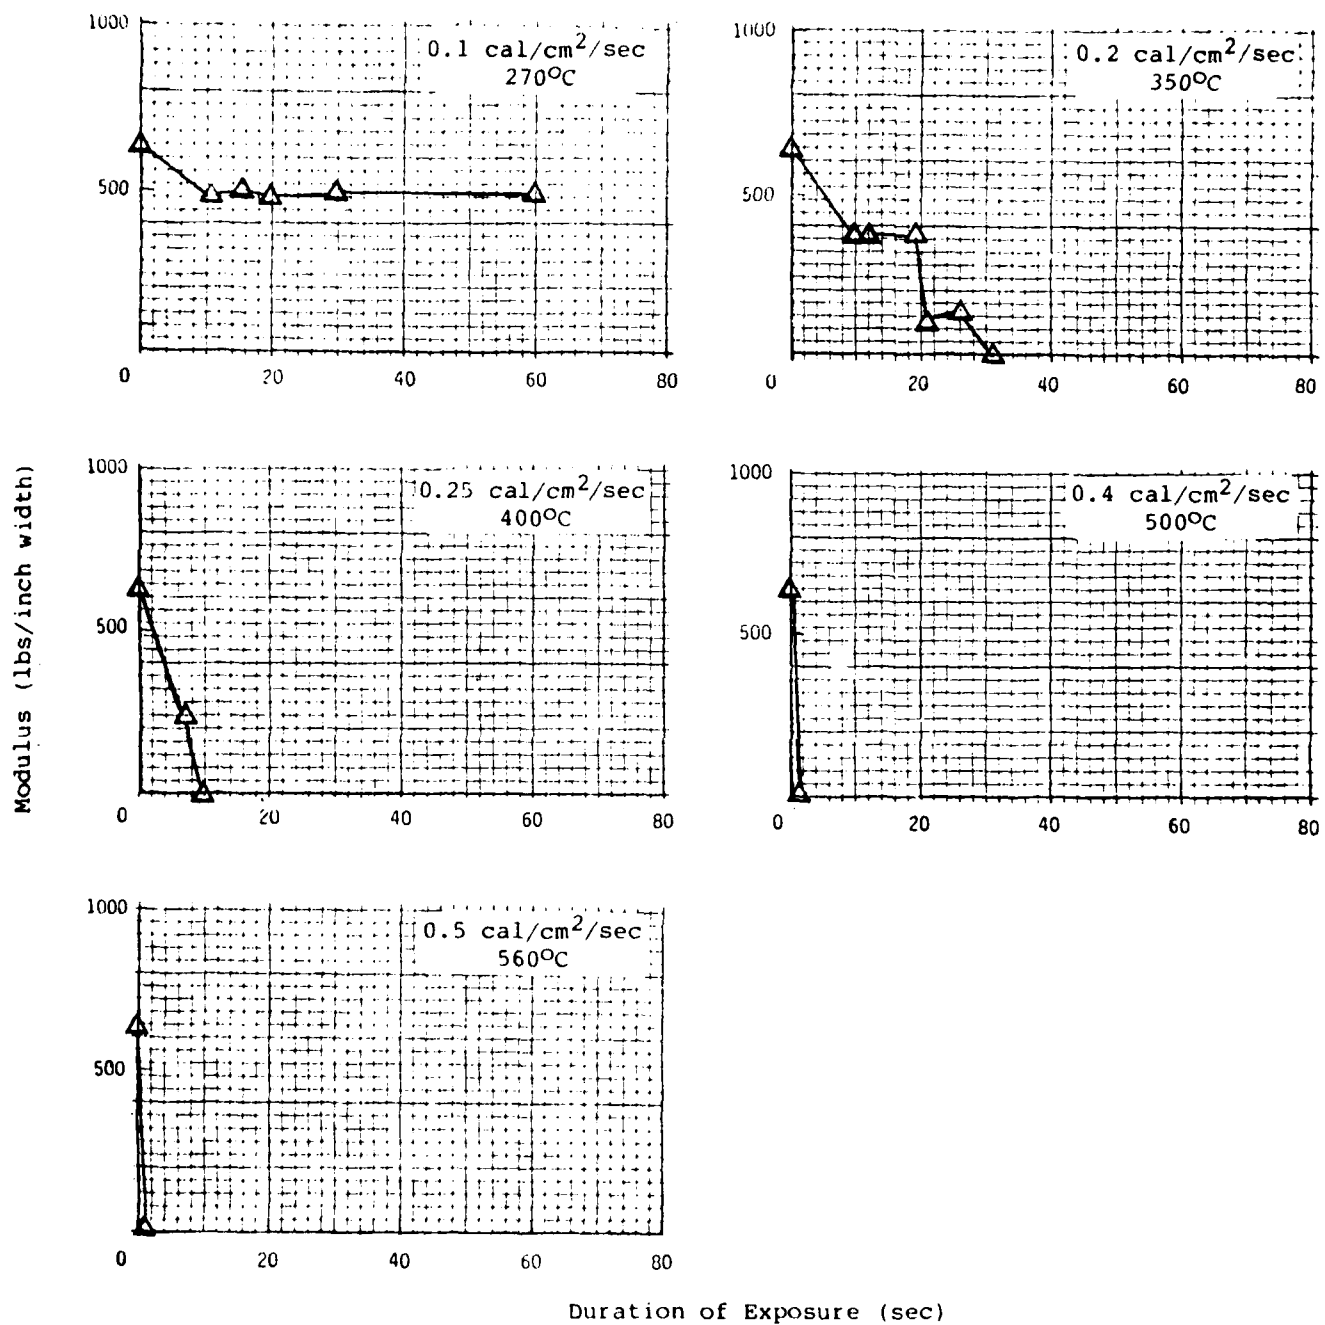 1000
0.1 cal/cm²/sec
270°C
500
0 20 40 60 80
1000
0.2 cal/cm²/sec
350°C
500
0 20 40 60 80
Modulus (lbs/inch width)
1000
0.25 cal/cm²/sec
400°C
500
0 20 40 60 80
1000
0.4 cal/cm²/sec
500°C
500
0 20 40 60 80
1000
0.5 cal/cm²/sec
560°C
500
0 20 40 60 80
Duration of Exposure (sec)